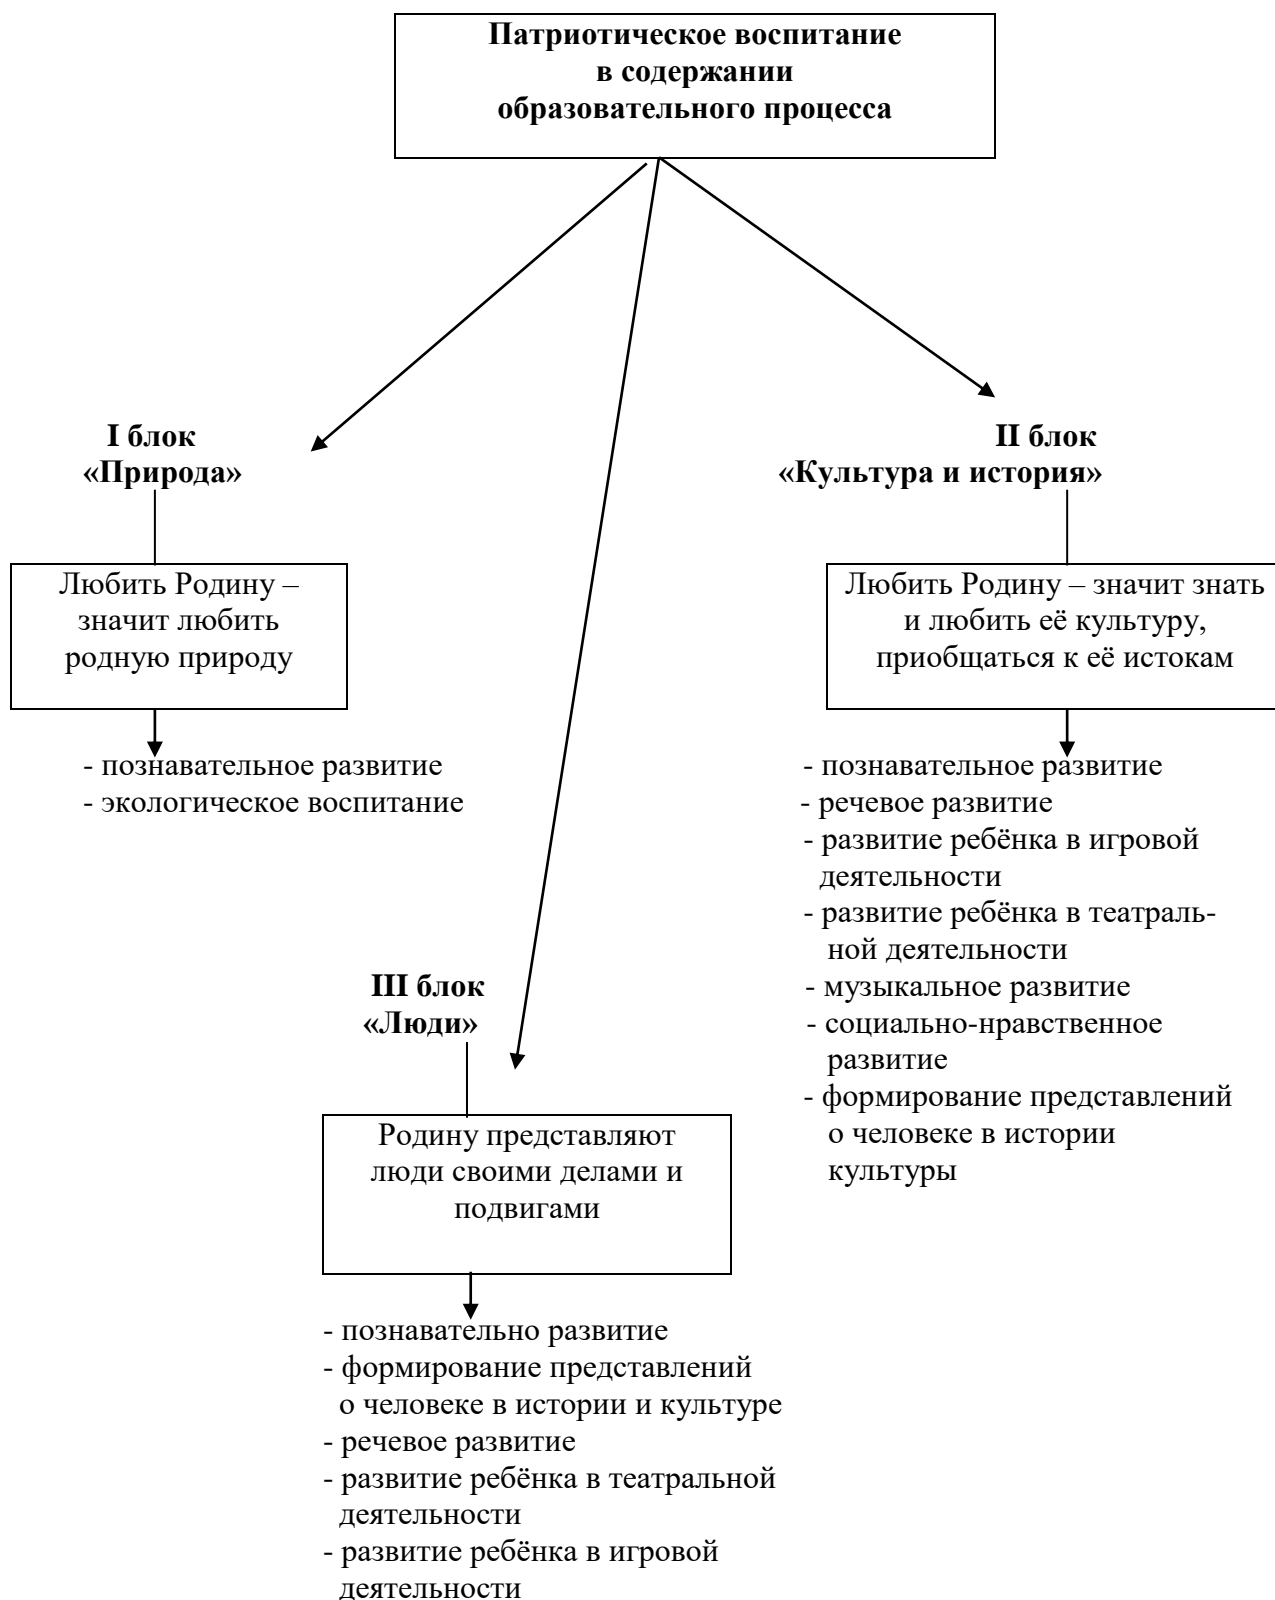 Патриотическое воспитание
в содержании
образовательного процесса
I блок
«Природа»
Любить Родину –
значит любить
родную природу
- познавательное развитие
- экологическое воспитание
II блок
«Культура и история»
Любить Родину – значит знать
и любить её культуру,
приобщаться к её истокам
- познавательное развитие
- речевое развитие
- развитие ребёнка в игровой
деятельности
- развитие ребёнка в театраль-
ной деятельности
- музыкальное развитие
- социально-нравственное
развитие
- формирование представлений
о человеке в истории
культуры
III блок
«Люди»
Родину представляют
люди своими делами и
подвигами
- познавательно развитие
- формирование представлений
о человеке в истории и культуре
- речевое развитие
- развитие ребёнка в театральной
деятельности
- развитие ребёнка в игровой
деятельности